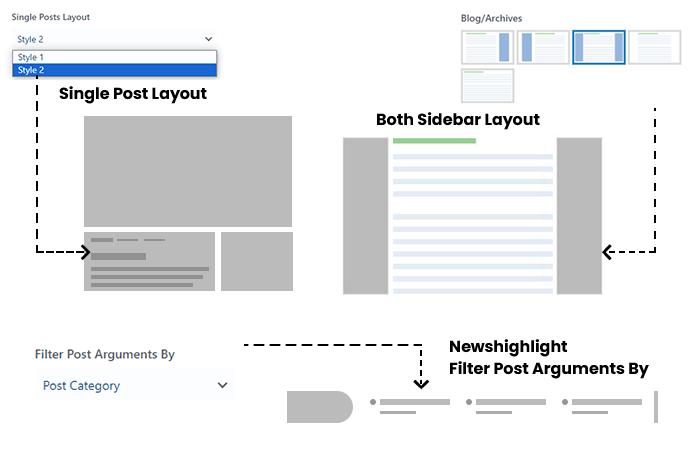 Single Posts Layout
Style 2
Style 1
Style 2
Single Post Layout
Blog/Archives
Both Sidebar Layout
Filter Post Arguments By
Post Category
Newshighlight
Filter Post Arguments By